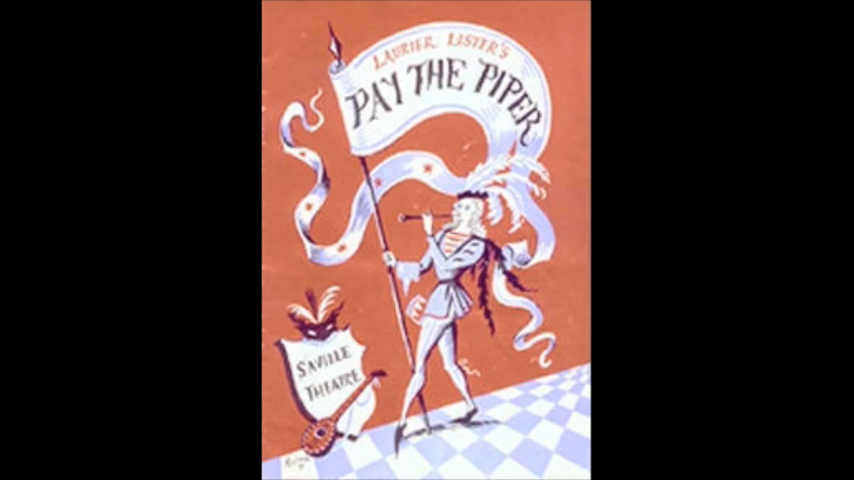 LAURIER LISTER'S
PAY THE PIPER
SAVILLE
THEATRE